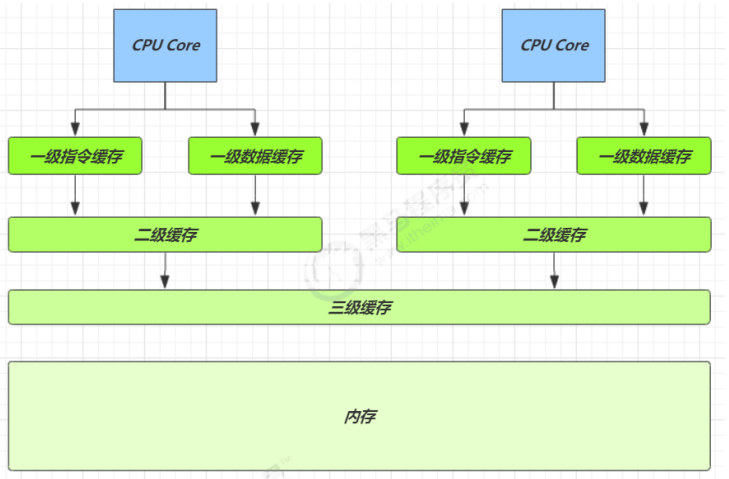 CPU Core
CPU Core
一级指令缓存
一级数据缓存
一级指令缓存
一级数据缓存
二级缓存
二级缓存
三级缓存
内存